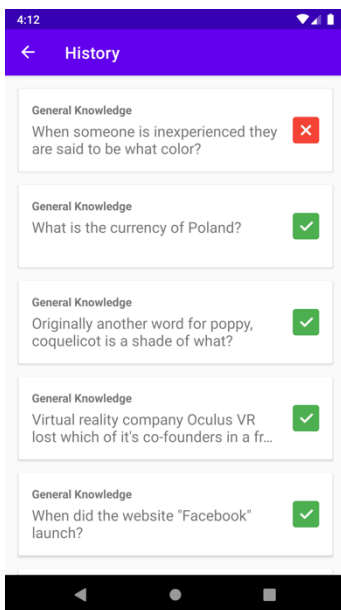 4:12
History
General Knowledge
When someone is inexperienced they
are said to be what color?
General Knowledge
What is the currency of Poland?
General Knowledge
Originally another word for poppy,
coquelicot is a shade of what?
General Knowledge
Virtual reality company Oculus VR
lost which of it's co-founders in a fr...
General Knowledge
When did the website "Facebook"
launch?